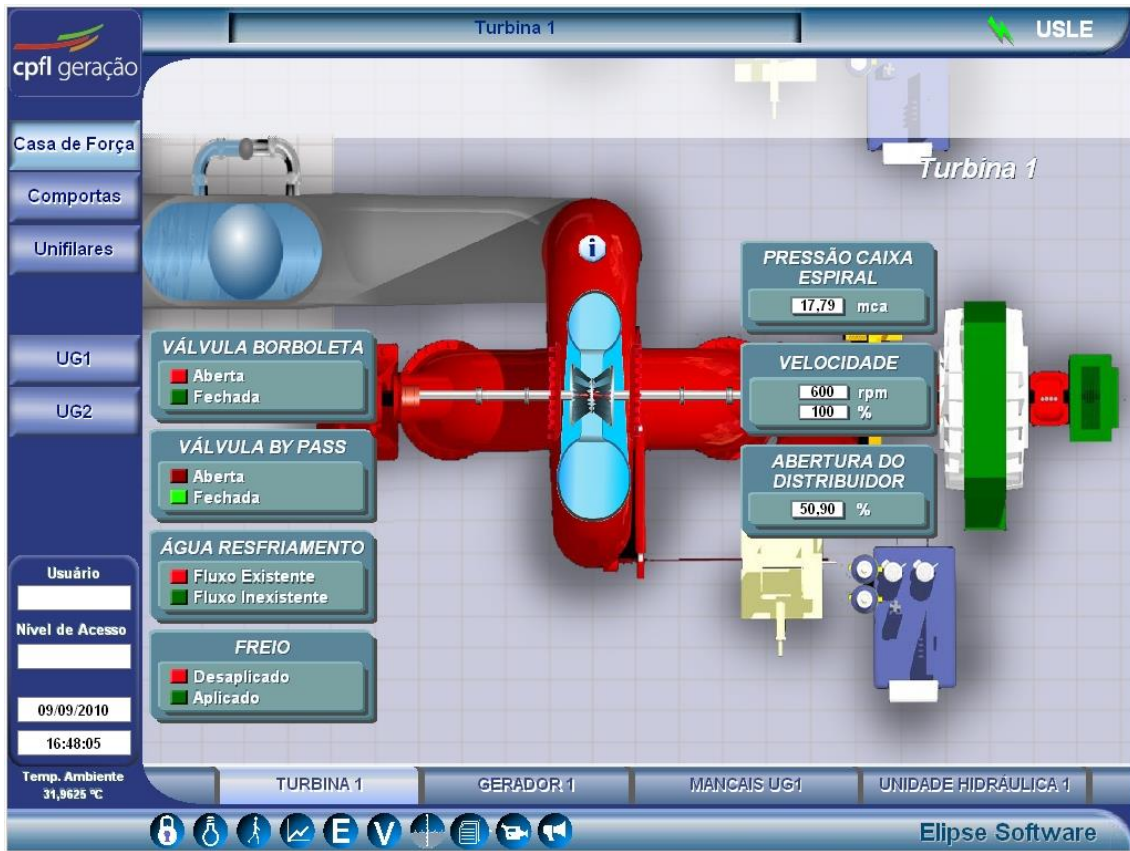 Turbina 1
USLE
cpfl geração
Casa de Força
Comportas
Unifilares
UG1
UG2
Turbina 1
i
PRESSÃO CAIXA
ESPIRAL
17,79 mca
VELOCIDADE
600 rpm
100 %
ABERTURA DO
DISTRIBUIDOR
50,90 %
VÁLVULA BORBOLETA
Aberta
Fechada
VÁLVULA BY PASS
Aberta
Fechada
ÁGUA RESFRIAMENTO
Fluxo Existente
Fluxo Inexistente
FREIO
Desaplicado
Aplicado
Usuário
Nível de Acesso
09/09/2010
16:48:05
Temp. Ambiente
31,9625 ºC
TURBINA 1
GERADOR 1
MANCAIS UG1
UNIDADE HIDRÁULICA 1
E
V
Elipse Software